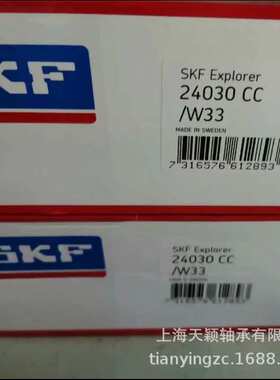 SKF
SKF Explorer
24030 CC
/W33
MADE IN SWEDEN
7 316576 612893
SKF
SKF Explorer
24030 CC
/W33
上海天颖轴承有限
tianyingzc.1688.